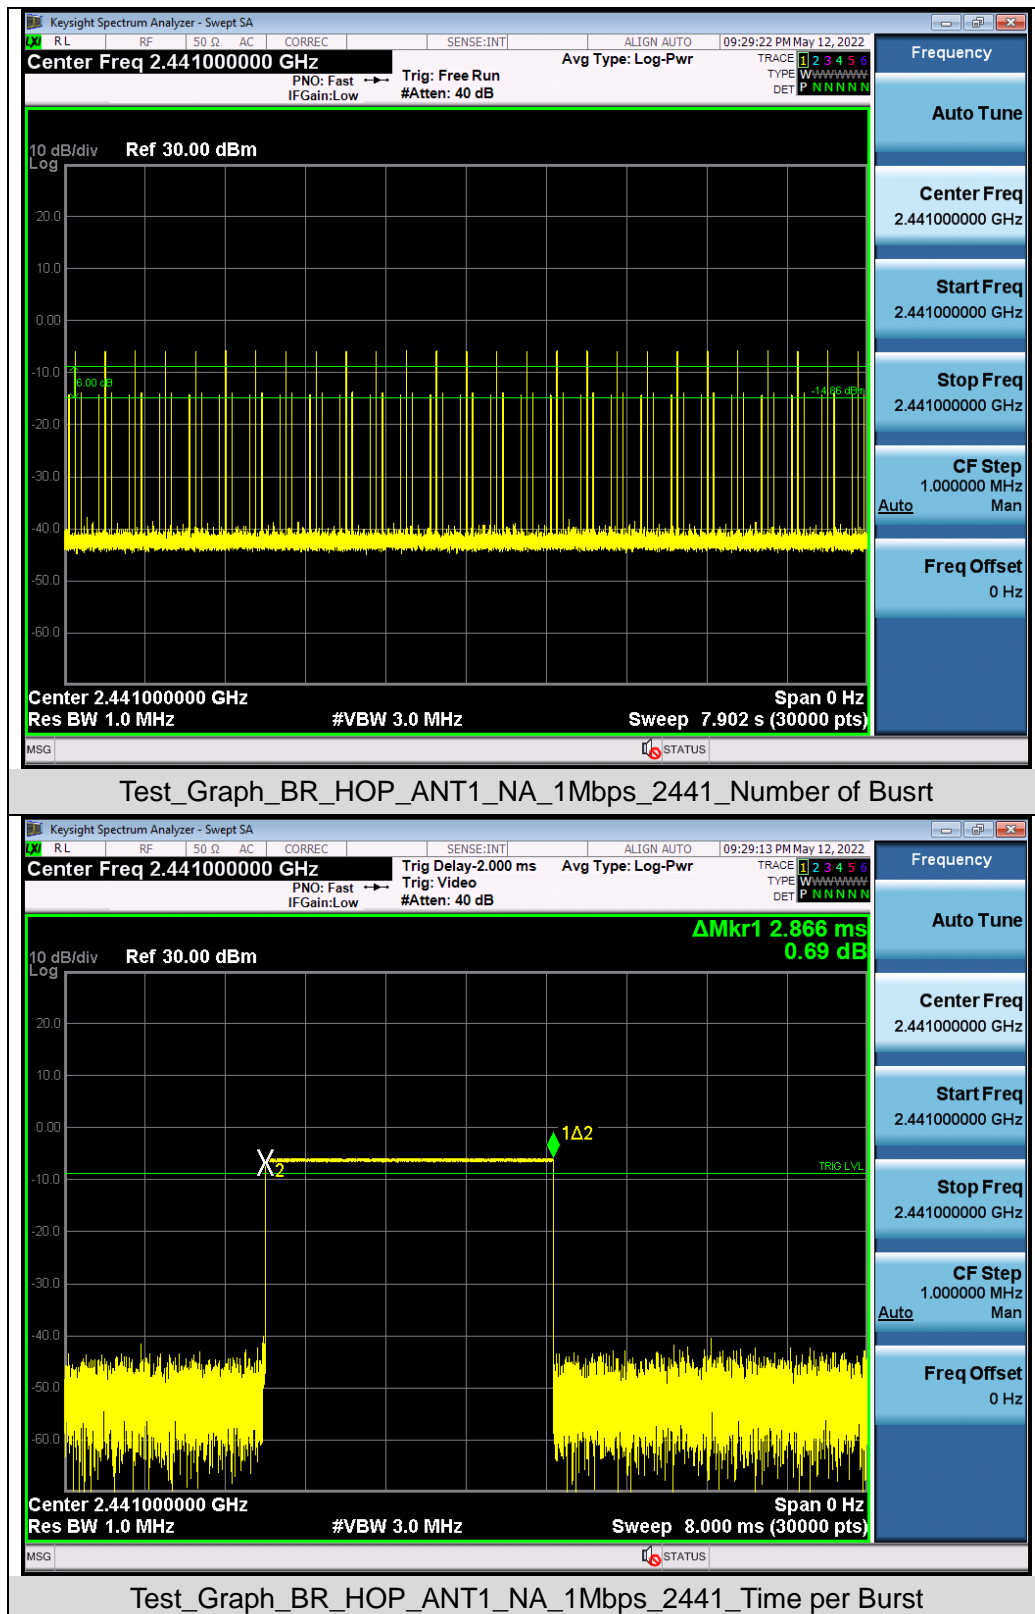 Keysight Spectrum Analyzer - Swept SA
LXI RL RF 50 Ω AC CORREC SENSE:INT ALIGN AUTO 09:29:22 PM May 12, 2022
Center Freq 2.441000000 GHz
PNO: Fast
IFGain:Low
Trig: Free Run
#Atten: 40 dB
Avg Type: Log-Pwr
TRACE 1 2 3 4 5 6
TYPE WWWWWW
DET P N N N N N
10 dB/div Ref 30.00 dBm
Log
20.0
10.0
0.00
-10.0
6.00 dB
-14.86 dBm
-20.0
-30.0
-40.0
-50.0
-60.0
Center 2.441000000 GHz Span 0 Hz
Res BW 1.0 MHz #VBW 3.0 MHz Sweep 7.902 s (30000 pts)
MSG STATUS
Frequency
Auto Tune
Center Freq
2.441000000 GHz
Start Freq
2.441000000 GHz
Stop Freq
2.441000000 GHz
CF Step
1.000000 MHz
Auto Man
Freq Offset
0 Hz
Test_Graph_BR_HOP_ANT1_NA_1Mbps_2441_Number of Busrt
Keysight Spectrum Analyzer - Swept SA
LXI RL RF 50 Ω AC CORREC SENSE:INT ALIGN AUTO 09:29:13 PM May 12, 2022
Center Freq 2.441000000 GHz
PNO: Fast
IFGain:Low
Trig Delay-2.000 ms
Trig: Video
#Atten: 40 dB
Avg Type: Log-Pwr
TRACE 1 2 3 4 5 6
TYPE WWWWWW
DET P N N N N N
ΔMkr1 2.866 ms
0.69 dB
10 dB/div Ref 30.00 dBm
Log
20.0
10.0
0.00
1Δ2
X2
TRIG LVL
-10.0
-20.0
-30.0
-40.0
-50.0
-60.0
Center 2.441000000 GHz Span 0 Hz
Res BW 1.0 MHz #VBW 3.0 MHz Sweep 8.000 ms (30000 pts)
MSG STATUS
Frequency
Auto Tune
Center Freq
2.441000000 GHz
Start Freq
2.441000000 GHz
Stop Freq
2.441000000 GHz
CF Step
1.000000 MHz
Auto Man
Freq Offset
0 Hz
Test_Graph_BR_HOP_ANT1_NA_1Mbps_2441_Time per Burst